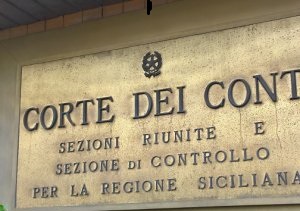 CORTE DEI CONT
SEZIONI RIUNITE E
SEZIONE DI CONTROLLO
PER LA REGIONE SICILIANA